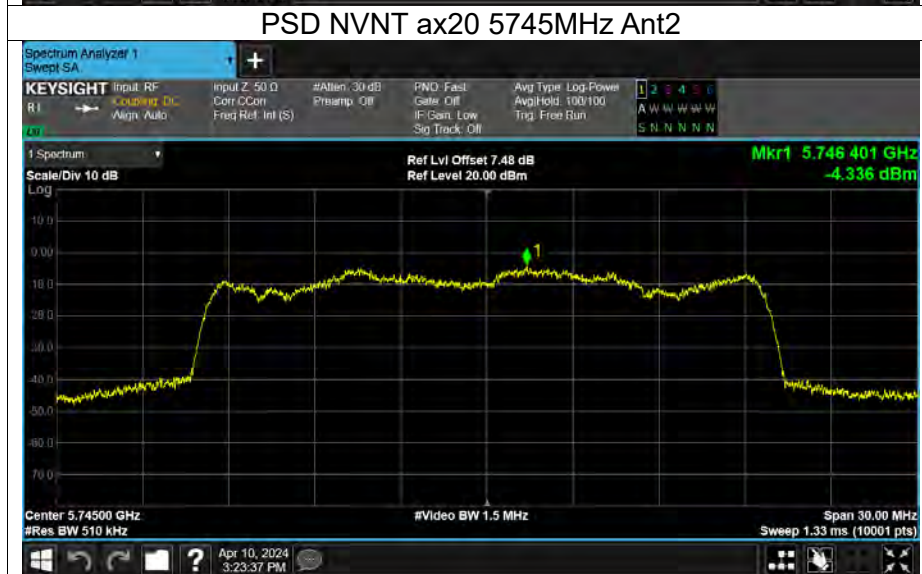 PSD NVNT ax20 5745MHz Ant2
Spectrum Analyzer 1
Swept SA
+
KEYSIGHT Input: RF Input Z: 50 Ω #Atten: 30 dB PNO: Fast Avg Type: Log-Power 1 2 3 4 5 6
Coupling: DC Corr CCorr Preamp: Off Gate: Off Avg|Hold: 100/100 A W W W W W
Align: Auto Freq Ref: Int (S) IF Gain: Low Trig: Free Run S N N N N N
Sig Track: Off
1 Spectrum Ref Lvl Offset 7.48 dB Mkr1 5.746 401 GHz
Scale/Div 10 dB Ref Level 20.00 dBm -4.336 dBm
Log
10.0
0.00
1
-10.0
-20.0
-30.0
-40.0
-50.0
-60.0
-70.0
Center 5.74500 GHz #Video BW 1.5 MHz Span 30.00 MHz
#Res BW 510 kHz Sweep 1.33 ms (10001 pts)
? Apr 10, 2024
3:23:37 PM